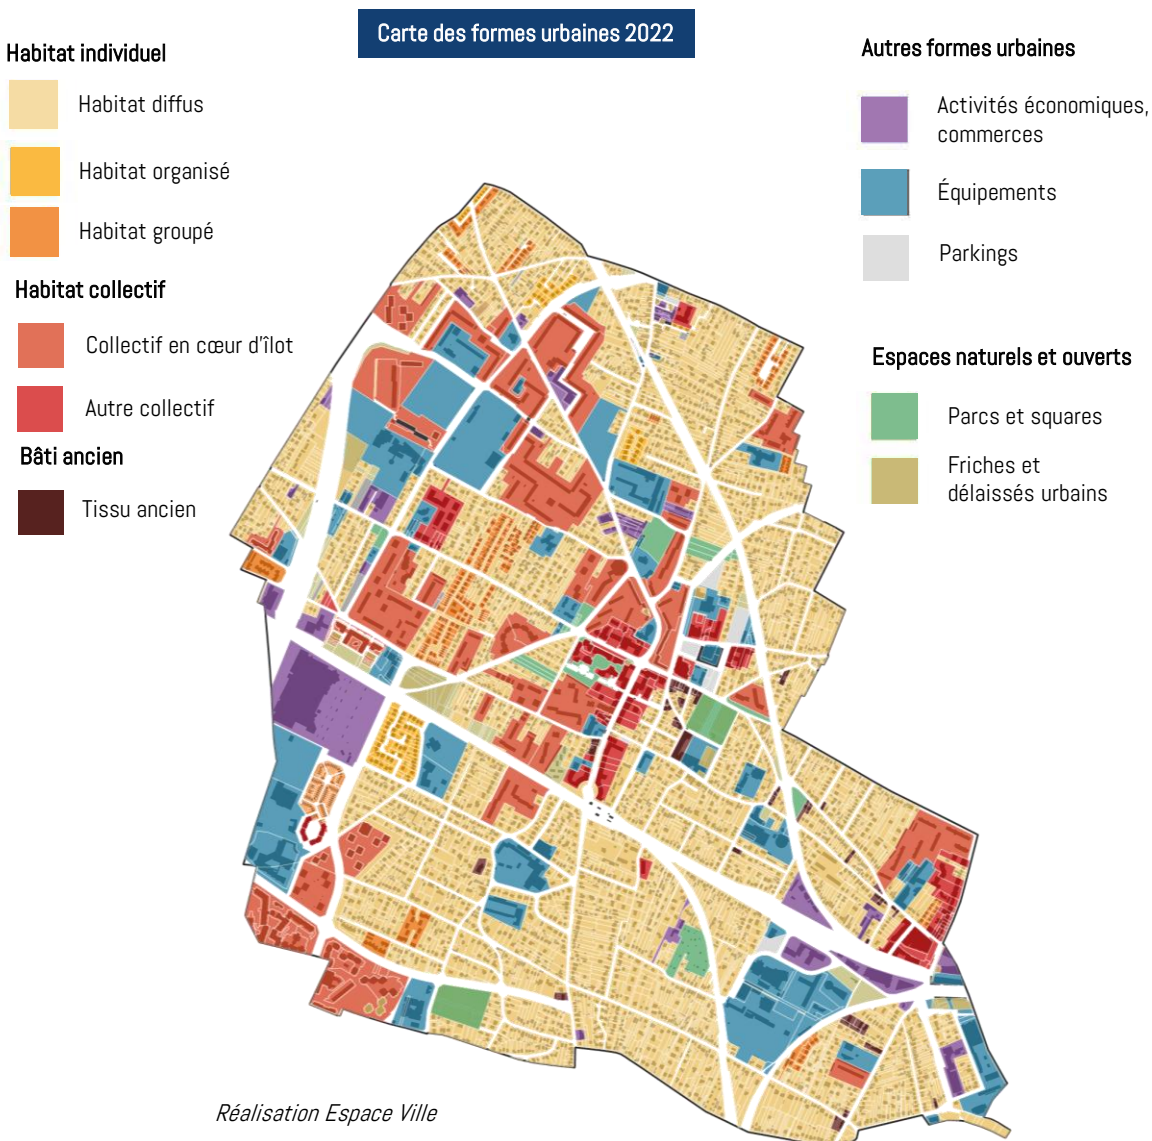 Carte des formes urbaines 2022
Habitat individuel
Habitat diffus
Habitat organisé
Habitat groupé
Habitat collectif
Collectif en cœur d'îlot
Autre collectif
Bâti ancien
Tissu ancien
Autres formes urbaines
Activités économiques,
commerces
Équipements
Parkings
Espaces naturels et ouverts
Parcs et squares
Friches et
délaissés urbains
Réalisation Espace Ville